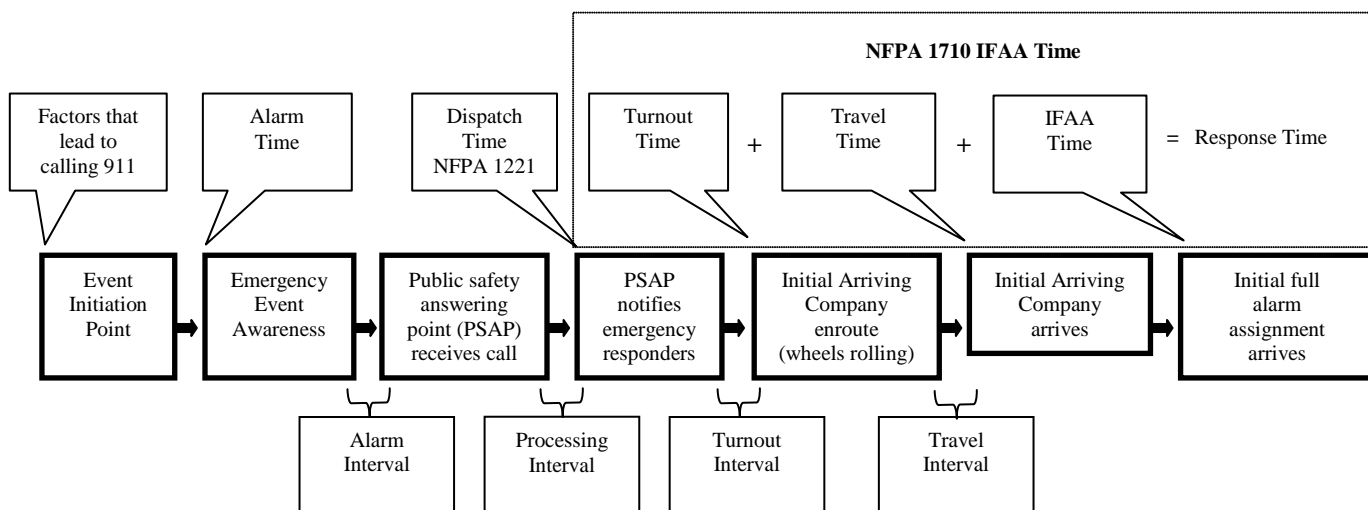 NFPA 1710 IFAA Time
Factors that
lead to
calling 911
Alarm
Time
Dispatch
Time
NFPA 1221
Turnout
Time
+
Travel
Time
+
IFAA
Time
= Response Time
Event
Initiation
Point
Emergency
Event
Awareness
Public safety
answering
point (PSAP)
receives call
PSAP
notifies
emergency
responders
Initial Arriving
Company
enroute
(wheels rolling)
Initial Arriving
Company
arrives
Initial full
alarm
assignment
arrives
Alarm
Interval
Processing
Interval
Turnout
Interval
Travel
Interval